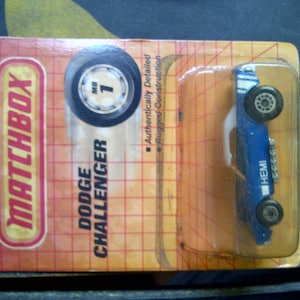 MATCHBOX
MB
1
DODGE
CHALLENGER
■ Authentically Detailed
■ Rugged Construction
HEMI